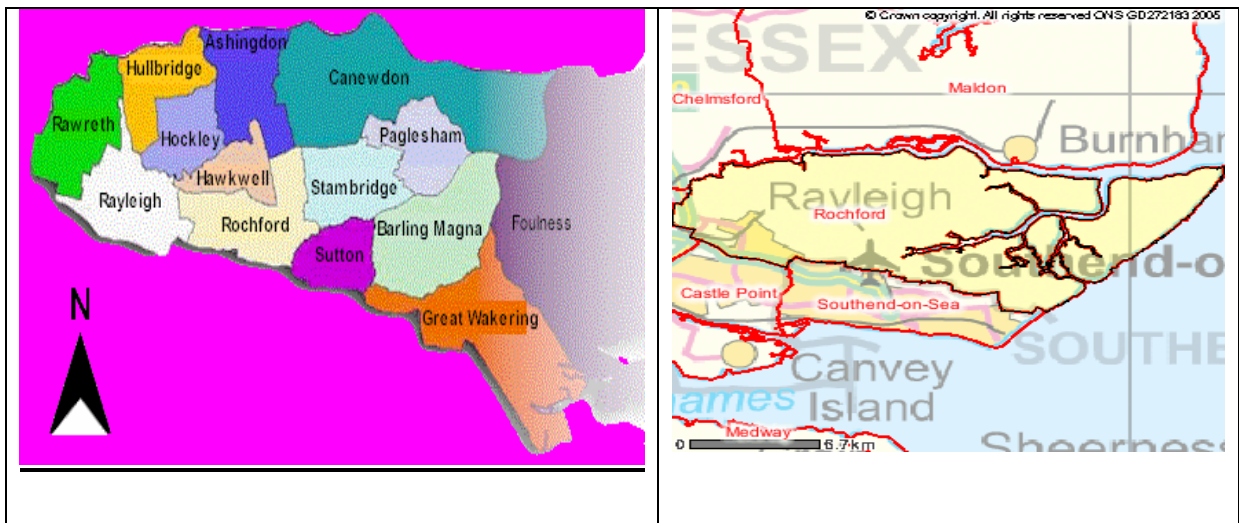 Ashingdon
Hullbridge
Canewdon
Rawreth
Hockley
Paglesham
Hawkwell
Stambridge
Rayleigh
Rochford
Barling Magna
Foulness
Sutton
Great Wakering
N
© Crown copyright. All rights reserved ONS GD272183 2005
ESSEX
Chelmsford
Maldon
Burnham
Rayleigh
Rochford
Southend-o
Castle Point
Southend-on-Sea
SOUTHE
Canvey
Island
ames
Medway
Sheerness
0 6.7km